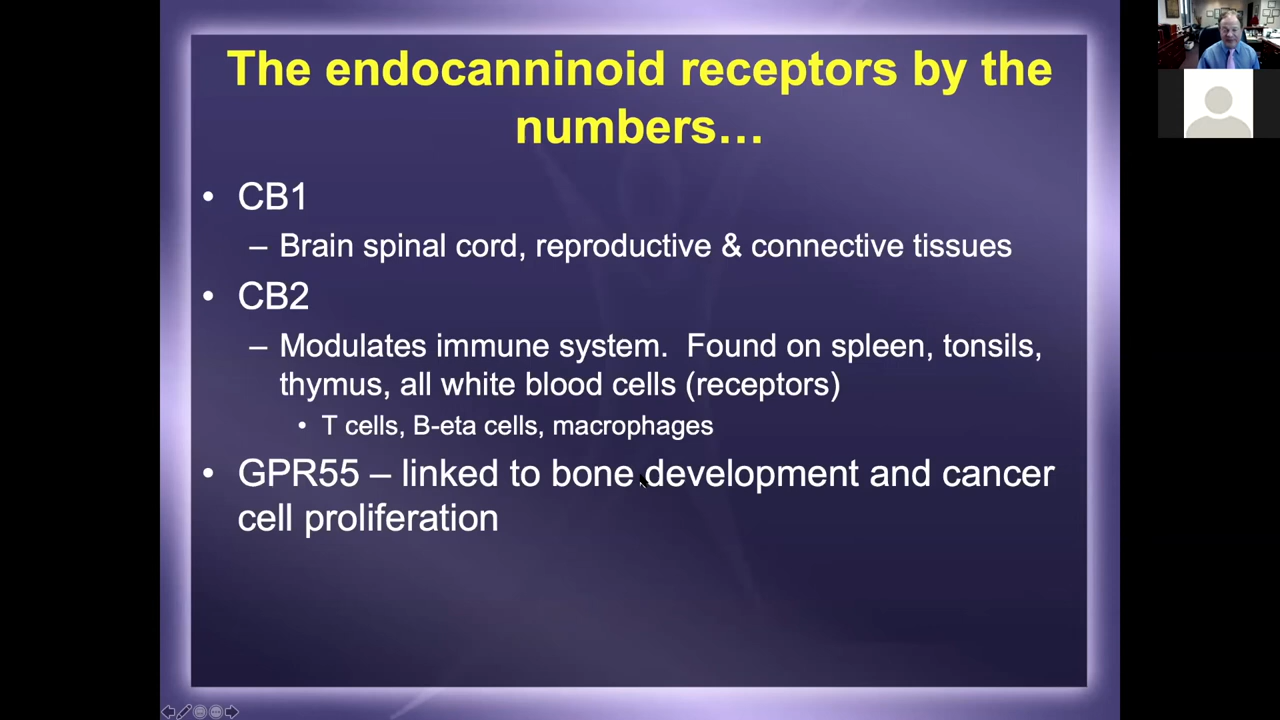 The endocanninoid receptors by the
numbers…
• CB1
– Brain spinal cord, reproductive & connective tissues
• CB2
– Modulates immune system.  Found on spleen, tonsils,
thymus, all white blood cells (receptors)
• T cells, B-eta cells, macrophages
• GPR55 – linked to bone development and cancer
cell proliferation